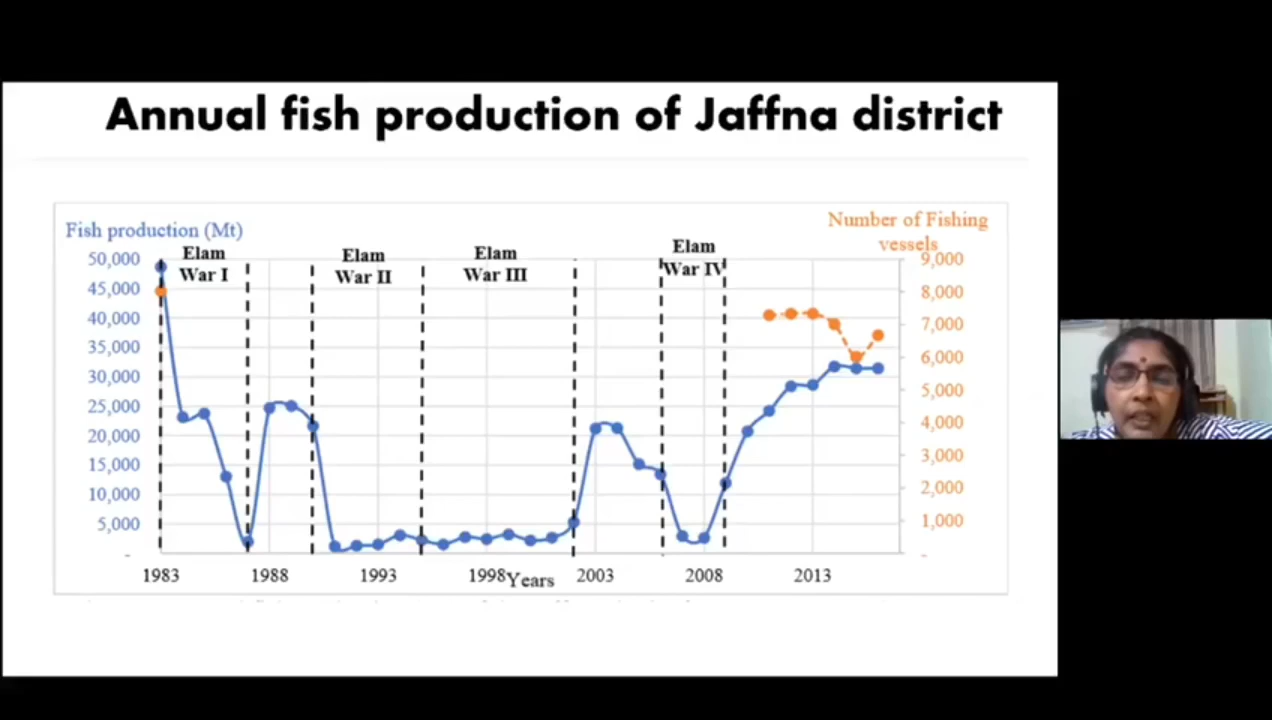 Annual fish production of Jaffna district
Fish production (Mt)
Number of Fishing
vessels
Elam
War I
Elam
War II
Elam
War III
Elam
War IV
50,000
45,000
40,000
35,000
30,000
25,000
20,000
15,000
10,000
5,000
-
9,000
8,000
7,000
6,000
5,000
4,000
3,000
2,000
1,000
-
1983
1988
1993
1998
2003
2008
2013
Years